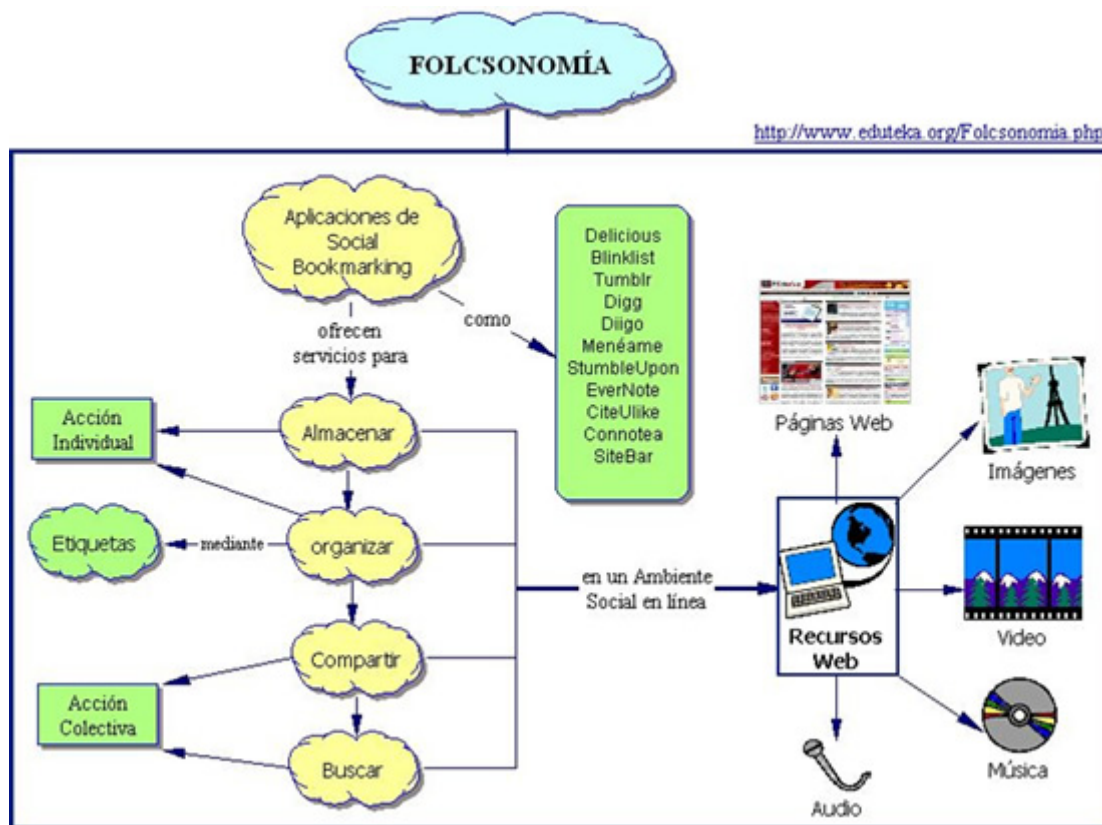 FOLCSONOMÍA
http://www.eduteka.org/Folcsonomia.php
Aplicaciones de
Social
Bookmarking
como
Delicious
Blinklist
Tumblr
Digg
Diigo
Menéame
StumbleUpon
EverNote
CiteUlike
Connotea
SiteBar
ofrecen
servicios para
Almacenar
Acción
Individual
organizar
mediante
Etiquetas
Compartir
Acción
Colectiva
Buscar
en un Ambiente
Social en línea
Recursos
Web
Páginas Web
Imágenes
Video
Música
Audio